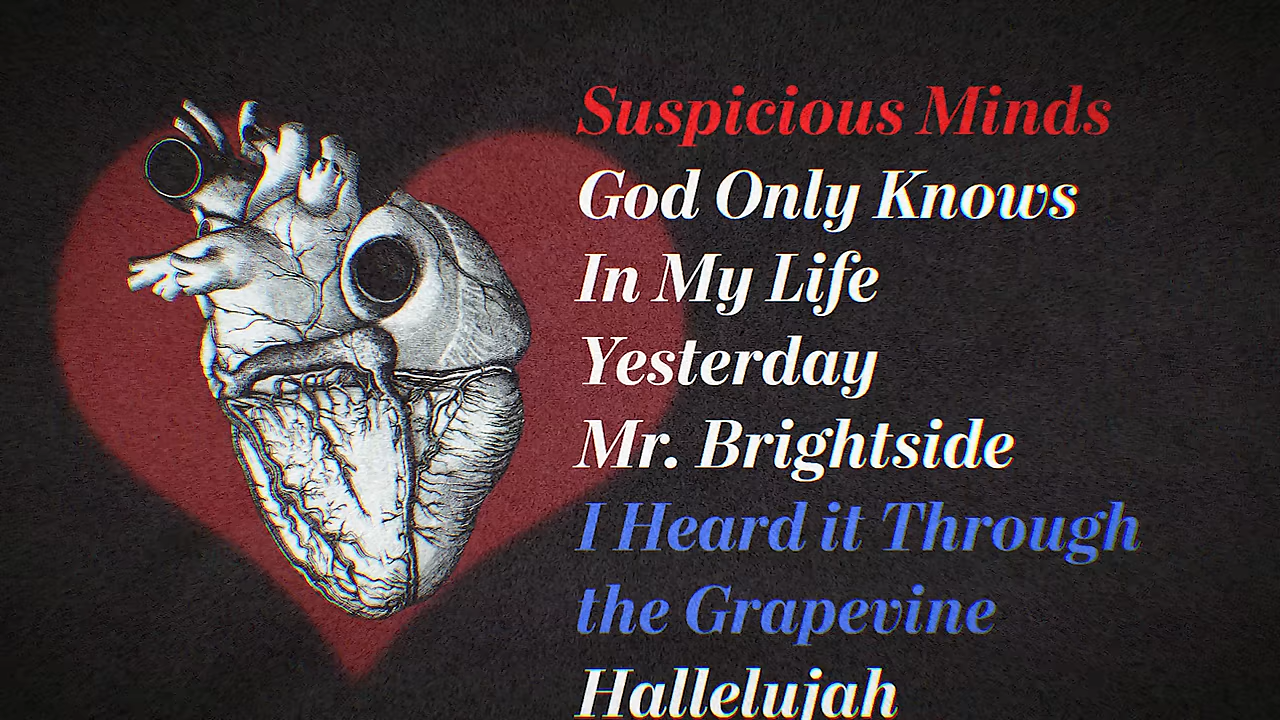 Suspicious Minds
God Only Knows
In My Life
Yesterday
Mr. Brightside
I Heard it Through
the Grapevine
Hallelujah